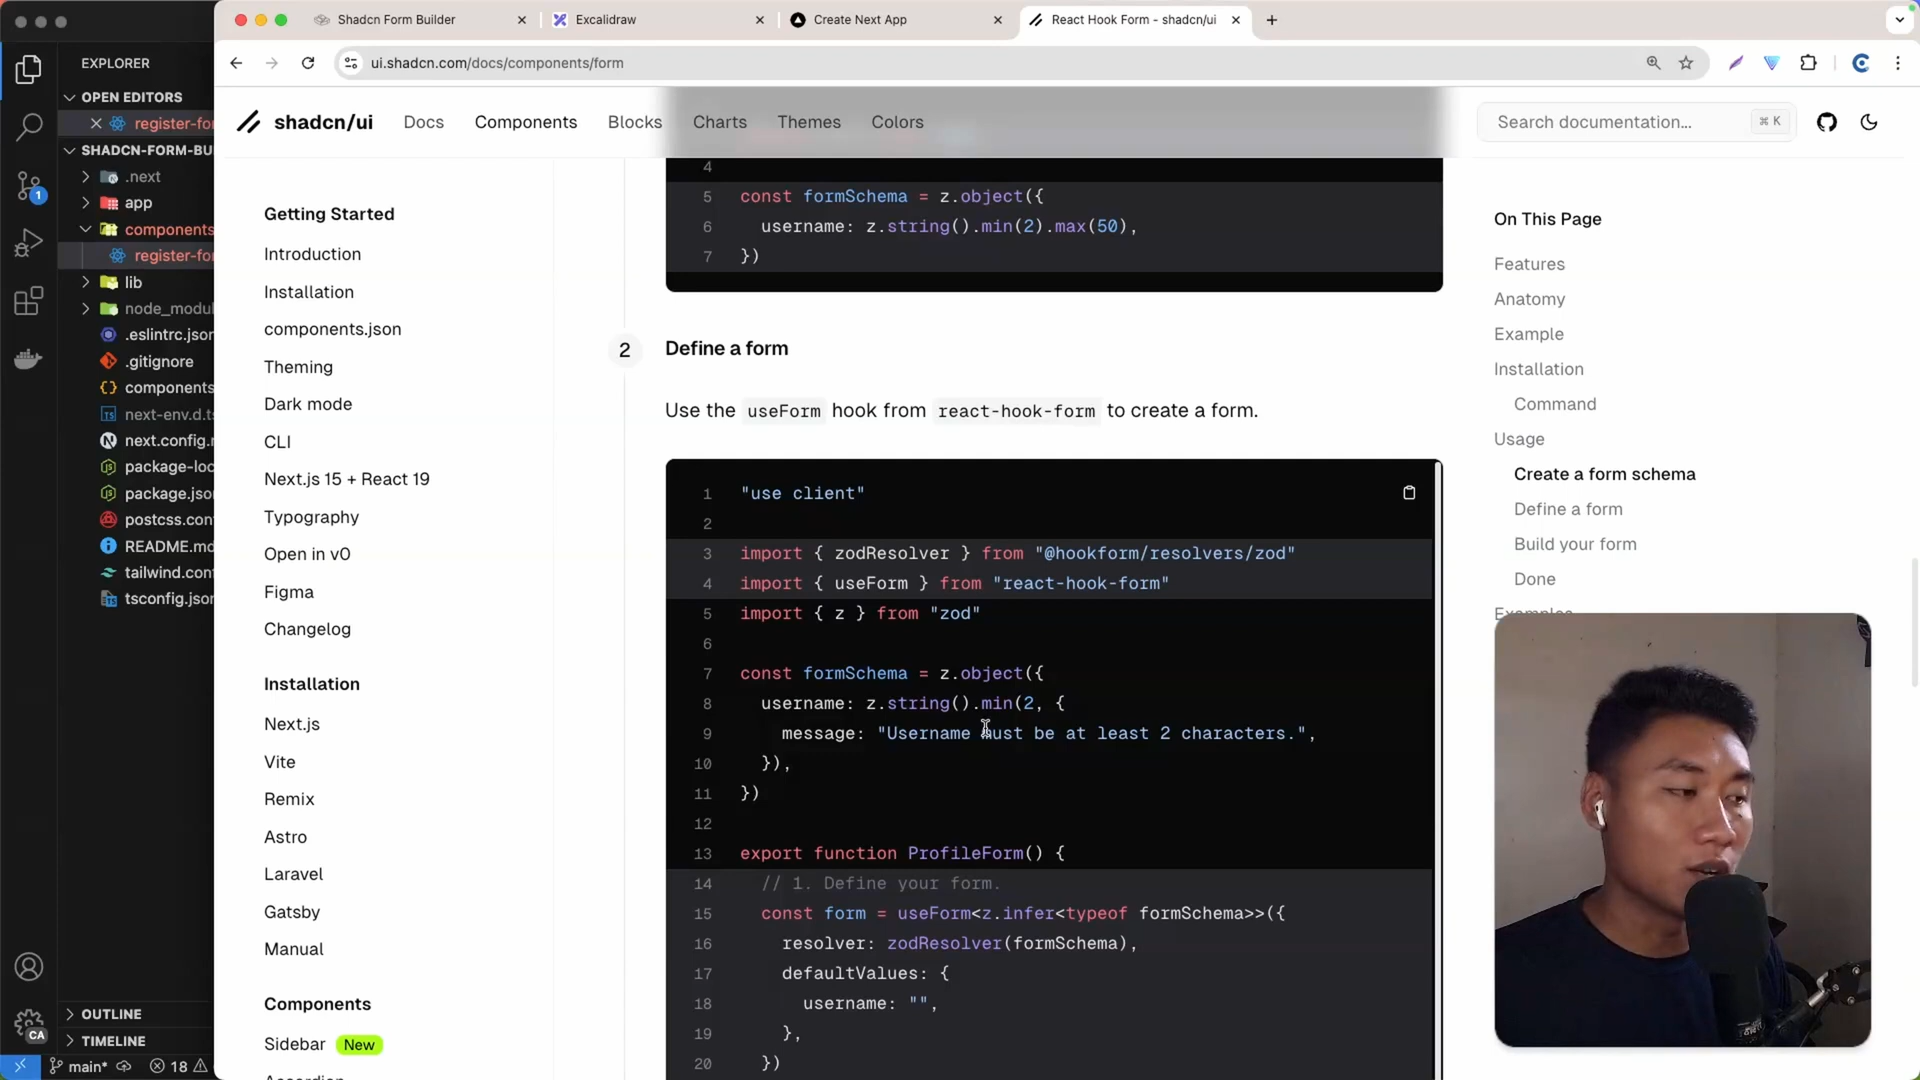 Shadcn Form Builder
Excalidraw
Create Next App
React Hook Form - shadcn/ui
ui.shadcn.com/docs/components/form
EXPLORER
OPEN EDITORS
register-for
SHADCN-FORM-BU
.next
app
components
register-fo
lib
node_modul
.eslintrc.json
.gitignore
components
next-env.d.ts
next.config.
package-loc
package.jso
postcss.con
README.md
tailwind.conf
tsconfig.json
OUTLINE
TIMELINE
CA
1
main*
18
shadcn/ui
Docs
Components
Blocks
Charts
Themes
Colors
Search documentation...
⌘ K
Getting Started
Introduction
Installation
components.json
Theming
Dark mode
CLI
Next.js 15 + React 19
Typography
Open in v0
Figma
Changelog
Installation
Next.js
Vite
Remix
Astro
Laravel
Gatsby
Manual
Components
Sidebar New
4
5 const formSchema = z.object({
6 username: z.string().min(2).max(50),
7 })
2 Define a form
Use the useForm hook from react-hook-form to create a form.
1 "use client"
2
3 import { zodResolver } from "@hookform/resolvers/zod"
4 import { useForm } from "react-hook-form"
5 import { z } from "zod"
6
7 const formSchema = z.object({
8 username: z.string().min(2, {
9 message: "Username must be at least 2 characters.",
10 }),
11 })
12
13 export function ProfileForm() {
14 // 1. Define your form.
15 const form = useForm<z.infer<typeof formSchema>>({
16 resolver: zodResolver(formSchema),
17 defaultValues: {
18 username: "",
19 },
20 })
On This Page
Features
Anatomy
Example
Installation
Command
Usage
Create a form schema
Define a form
Build your form
Done
Examples